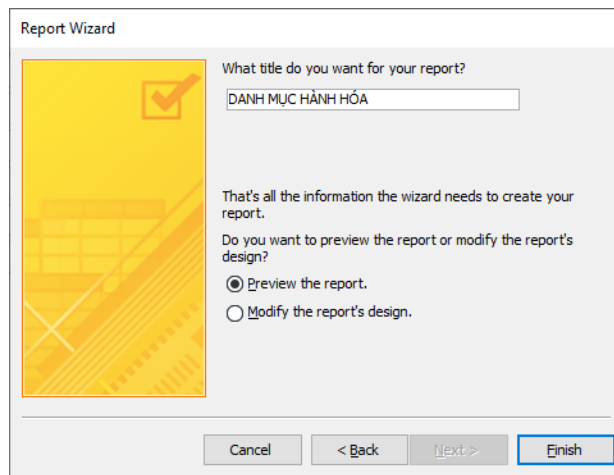 Report Wizard
What title do you want for your report?
DANH MỤC HÀNH HÓA
That's all the information the wizard needs to create your
report.
Do you want to preview the report or modify the report's
design?
Preview the report.
Modify the report's design.
Cancel
< Back
Next >
Finish